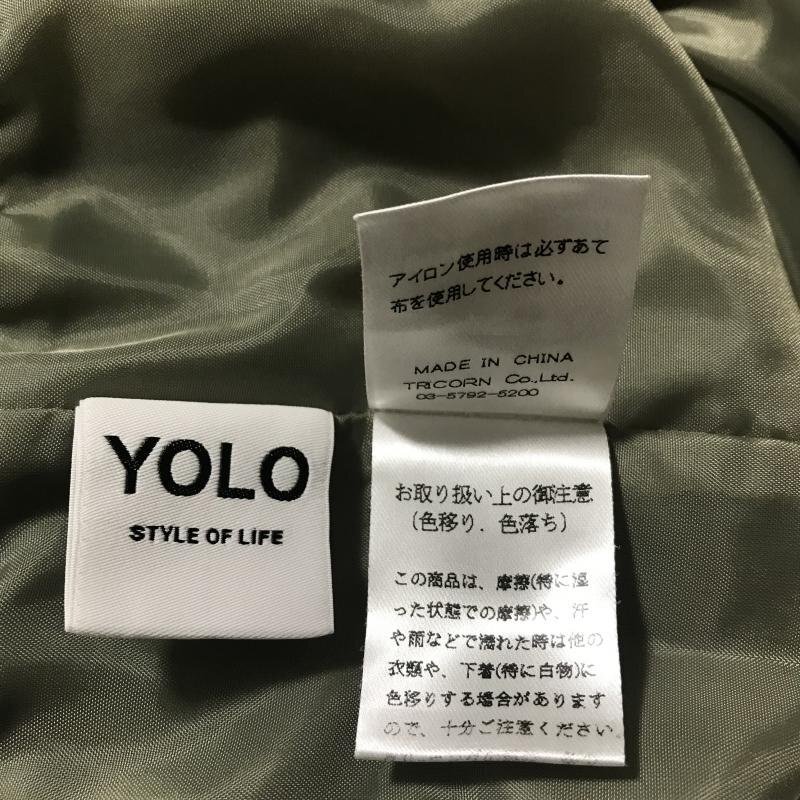 アイロン使用時は必ずあて
布を使用してください。
MADE IN CHINA
TRICORN Co.,Ltd.
03-5792-5200
YOLO
STYLE OF LIFE
お取り扱い上の御注意
(色移り．色落ち)
この商品は、摩擦(特に湿
った状態での摩擦)や、汗
や雨などで濡れた時は他の
衣類や、下着(特に白物)に
色移りする場合があります
ので、十分ご注意ください。